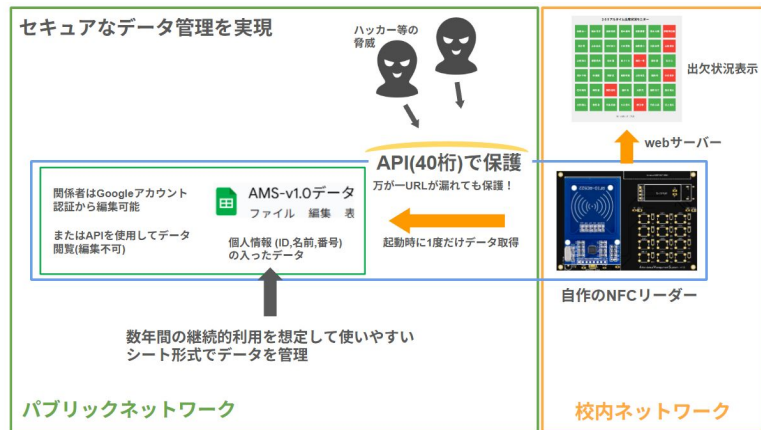 セキュアなデータ管理を実現
ハッカー等の
脅威
出欠状況表示
webサーバー
API(40桁)で保護
万が一URLが漏れても保護！
関係者はGoogleアカウント
認証から編集可能
またはAPIを使用してデータ
閲覧(編集不可)
AMS-v1.0データ
ファイル 編集 表
個人情報 (ID,名前,番号)
の入ったデータ
起動時に1度だけデータ取得
自作のNFCリーダー
数年間の継続的利用を想定して使いやすい
シート形式でデータを管理
パブリックネットワーク
校内ネットワーク